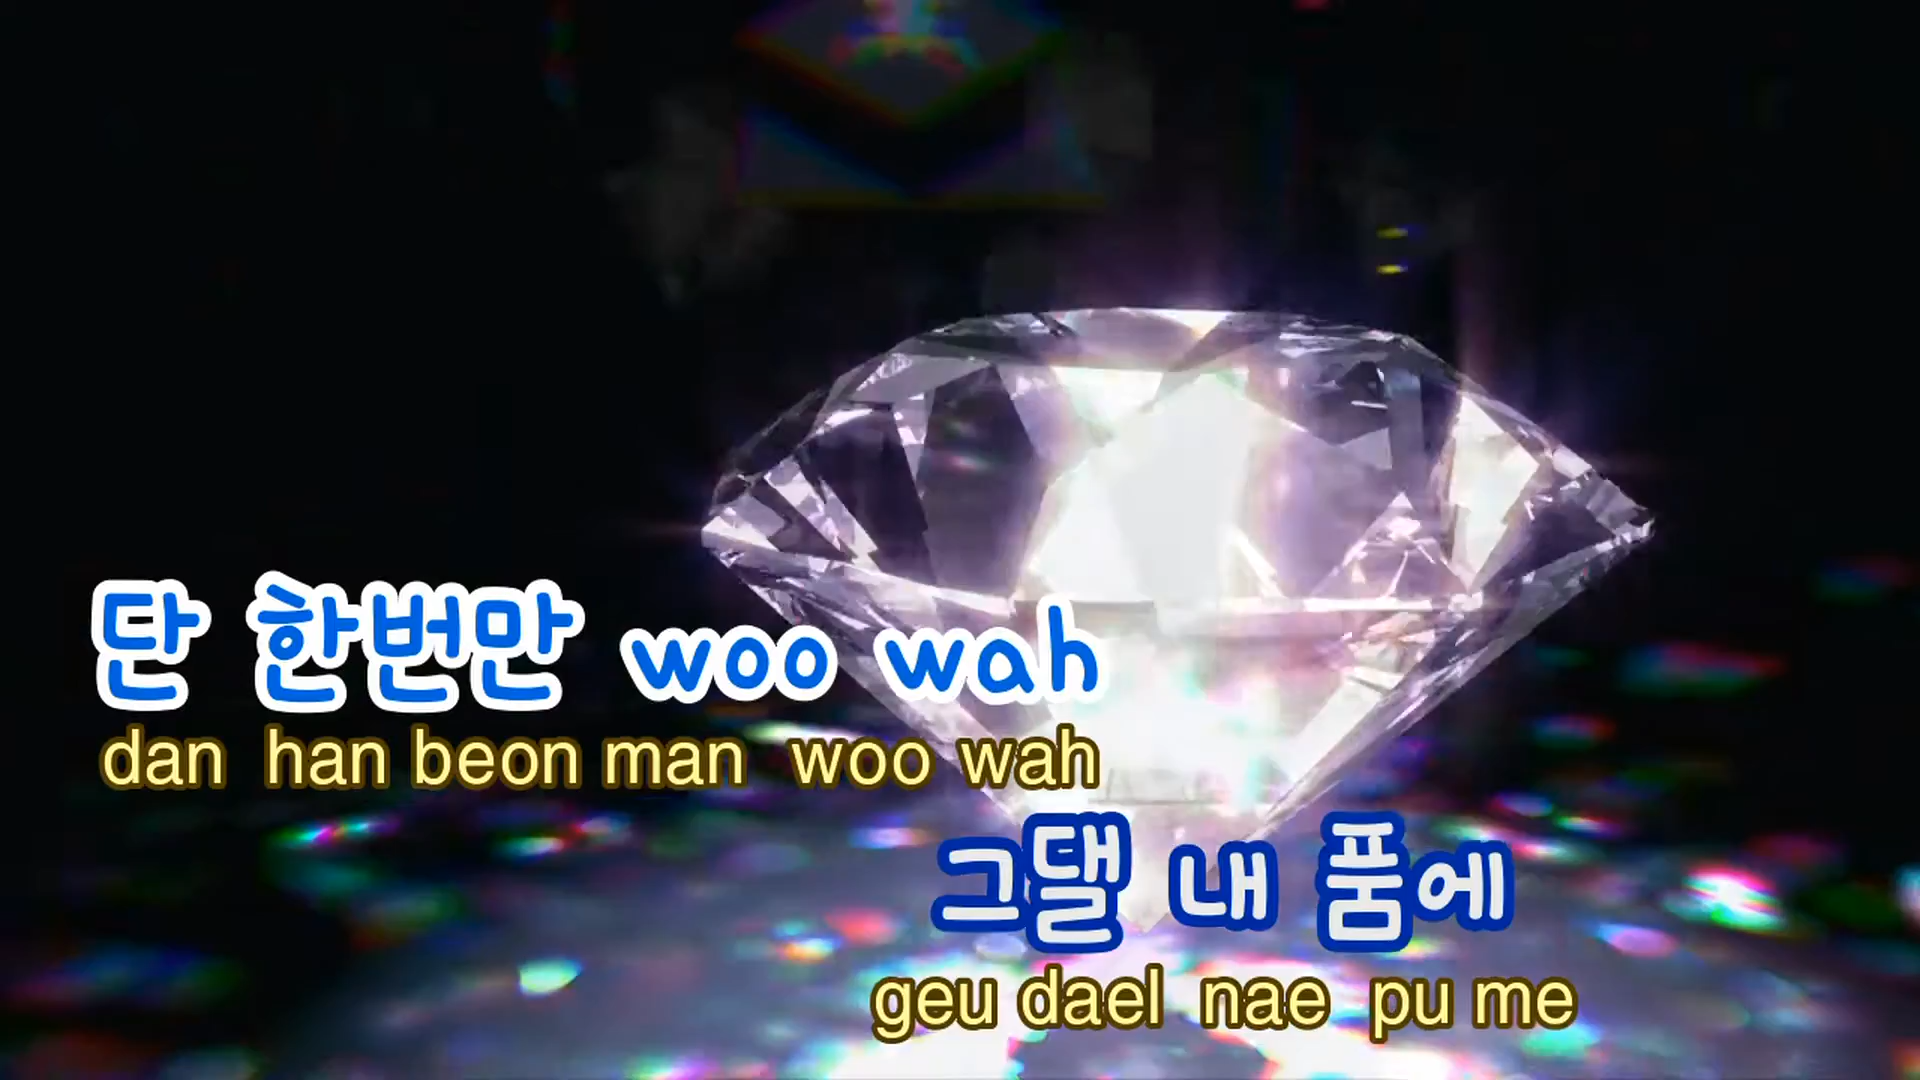 단 한번만 woo wah
dan han beon man woo wah
그댈 내 품에
geu dael nae pu me